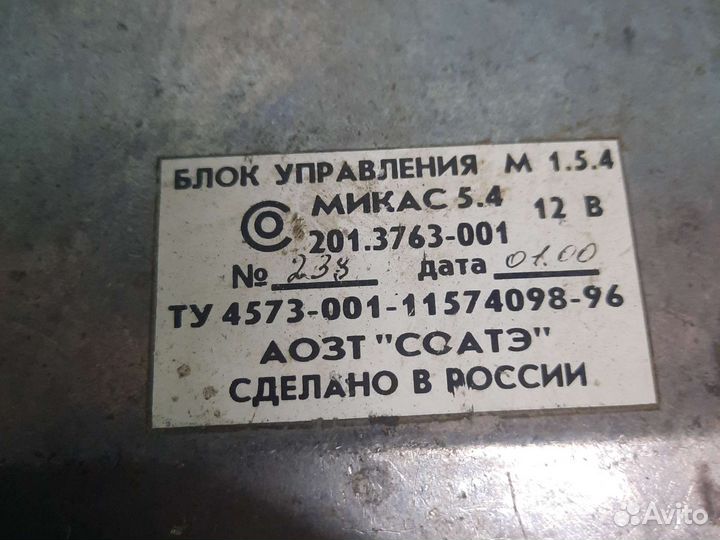 БЛОК УПРАВЛЕНИЯ М 1.5.4
МИКАС 5.4 12 В
201.3763-001
№ 238 дата 01.00
ТУ 4573-001-11574098-96
АОЗТ "СОАТЭ"
СДЕЛАНО В РОССИИ
Avito